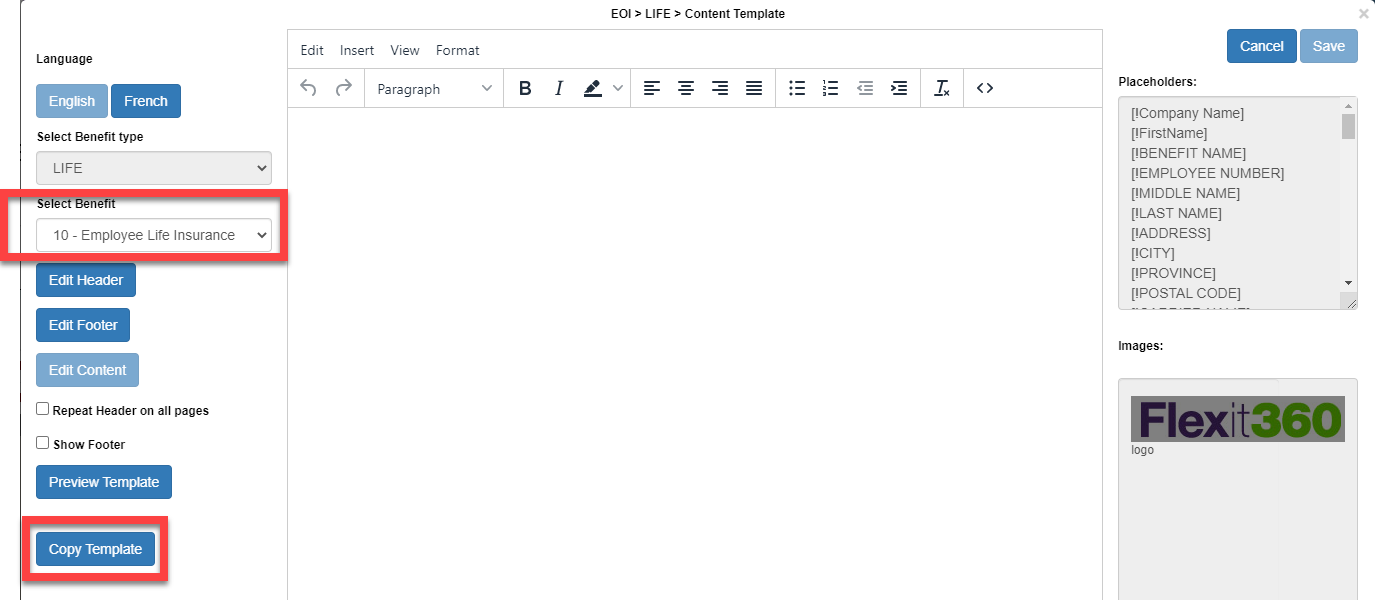 EOI > LIFE > Content Template
×
Language
English
French
Select Benefit type
LIFE
Select Benefit
10 - Employee Life Insurance
Edit Header
Edit Footer
Edit Content
Repeat Header on all pages
Show Footer
Preview Template
Copy Template
Edit Insert View Format
Paragraph
B I
Cancel
Save
Placeholders:
[!Company Name]
[!FirstName]
[!BENEFIT NAME]
[!EMPLOYEE NUMBER]
[!MIDDLE NAME]
[!LAST NAME]
[!ADDRESS]
[!CITY]
[!PROVINCE]
[!POSTAL CODE]
Images:
Flexit360
logo